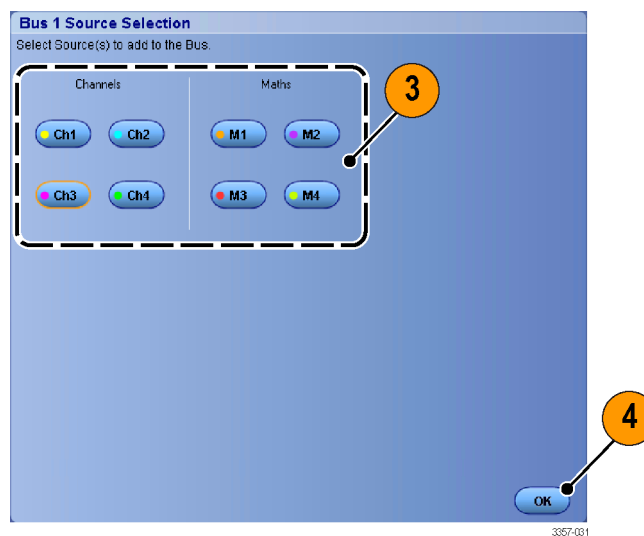 Bus 1 Source Selection
Select Source(s) to add to the Bus.
Channels Maths
3
Ch1 Ch2 M1 M2
Ch3 Ch4 M3 M4
4
OK
3357-031